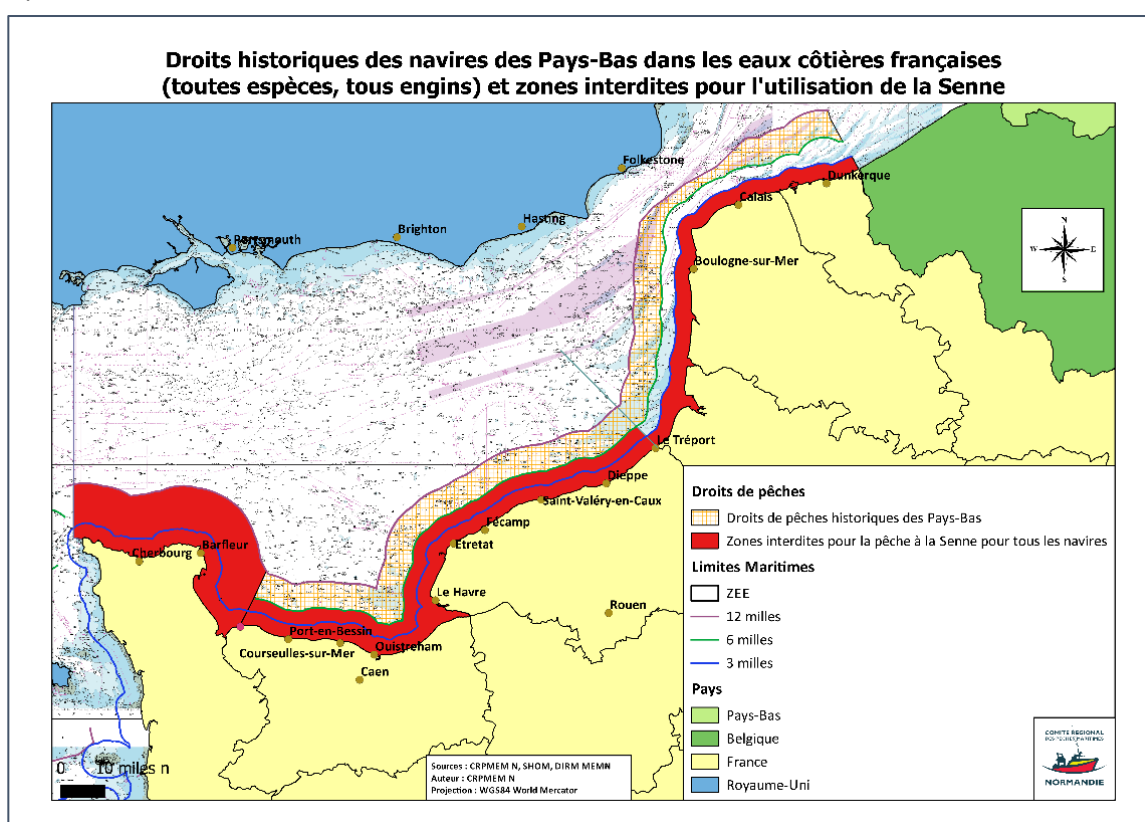 Droits historiques des navires des Pays-Bas dans les eaux côtières françaises
(toutes espèces, tous engins) et zones interdites pour l'utilisation de la Senne
Folkestone
Dunkerque
Calais
Hasting
Brighton
Portsmouth
N
W
E
S
Boulogne-sur-Mer
Le Tréport
Dieppe
Saint-Valéry-en-Caux
Fécamp
Etretat
Barfleur
Cherbourg
Le Havre
Rouen
Port-en-Bessin
Courseulles-sur-Mer
Ouistreham
Caen
Droits de pêches
Droits de pêches historiques des Pays-Bas
Zones interdites pour la pêche à la Senne pour tous les navires
Limites Maritimes
ZEE
12 milles
6 milles
3 milles
Pays
Pays-Bas
Belgique
France
Royaume-Uni
0 10 miles n
Sources : CRPMEM N, SHOM, DIRM MEMN
Auteur : CRPMEM N
Projection : WGS84 World Mercator
COMITE REGIONAL
DES PECHES MARITIMES
NORMANDIE